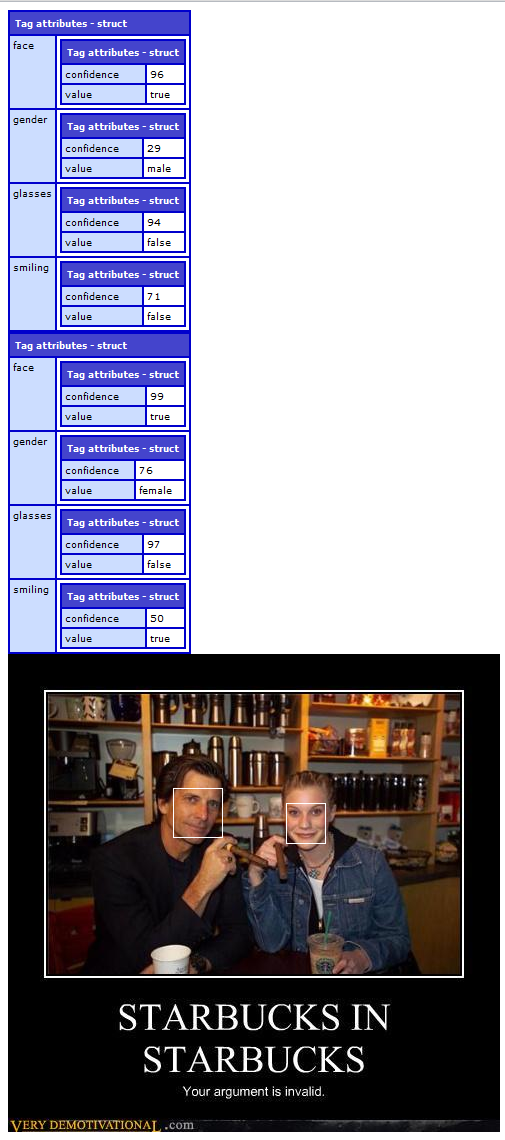 Tag attributes - struct
face
Tag attributes - struct
confidence 96
value true
gender
Tag attributes - struct
confidence 29
value male
glasses
Tag attributes - struct
confidence 94
value false
smiling
Tag attributes - struct
confidence 71
value false
Tag attributes - struct
face
Tag attributes - struct
confidence 99
value true
gender
Tag attributes - struct
confidence 76
value female
glasses
Tag attributes - struct
confidence 97
value false
smiling
Tag attributes - struct
confidence 50
value true
STARBUCKS IN
STARBUCKS
Your argument is invalid.
VERY DEMOTIVATIONAL .com